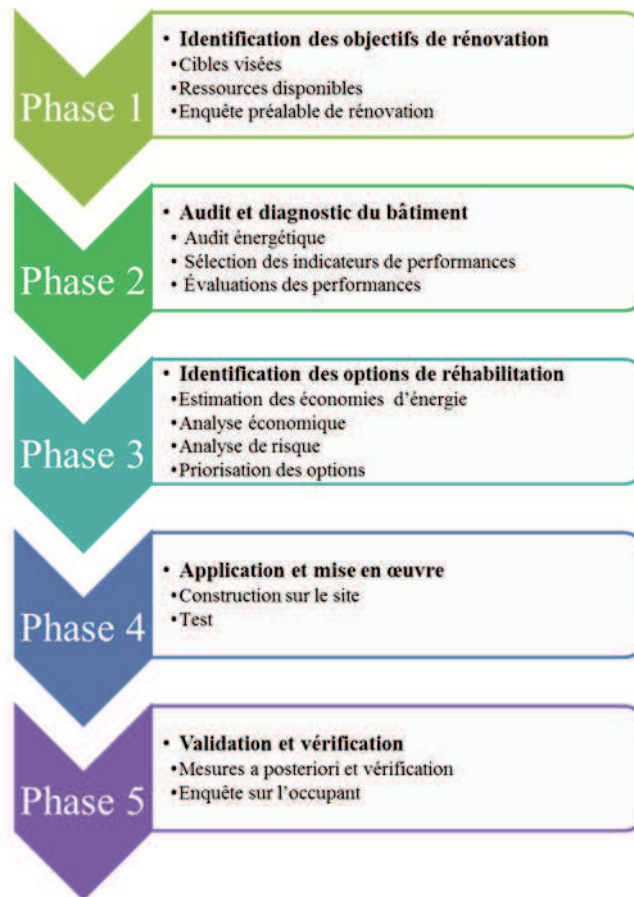 Phase 1
• Identification des objectifs de rénovation
•Cibles visées
•Ressources disponibles
•Enquête préalable de rénovation
Phase 2
• Audit et diagnostic du bâtiment
• Audit énergétique
• Sélection des indicateurs de performances
• Évaluations des performances
Phase 3
• Identification des options de réhabilitation
•Estimation des économies d’énergie
•Analyse économique
•Analyse de risque
•Priorisation des options
Phase 4
• Application et mise en œuvre
•Construction sur le site
•Test
Phase 5
• Validation et vérification
•Mesures a posteriori et vérification
•Enquête sur l’occupant